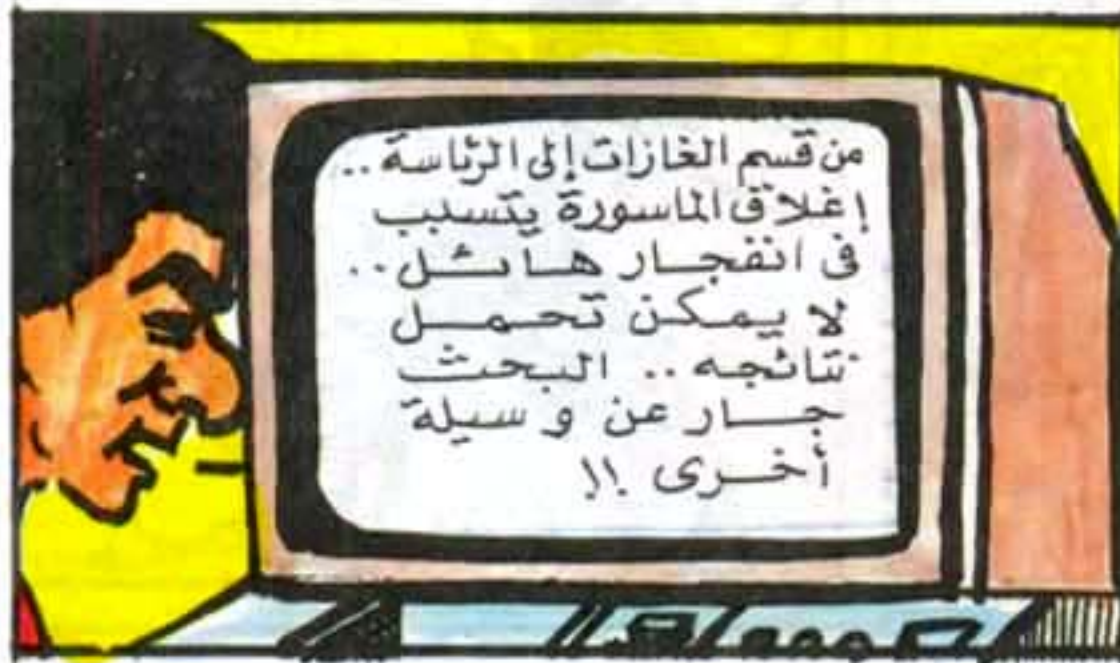 من قسم الغازات إلى الرئاسة..
إغلاق الماسورة يتسبب
فى انفجار هائل..
لا يمكن تحمل
نتائجه.. البحث
جار عن وسيلة
أخرى !!